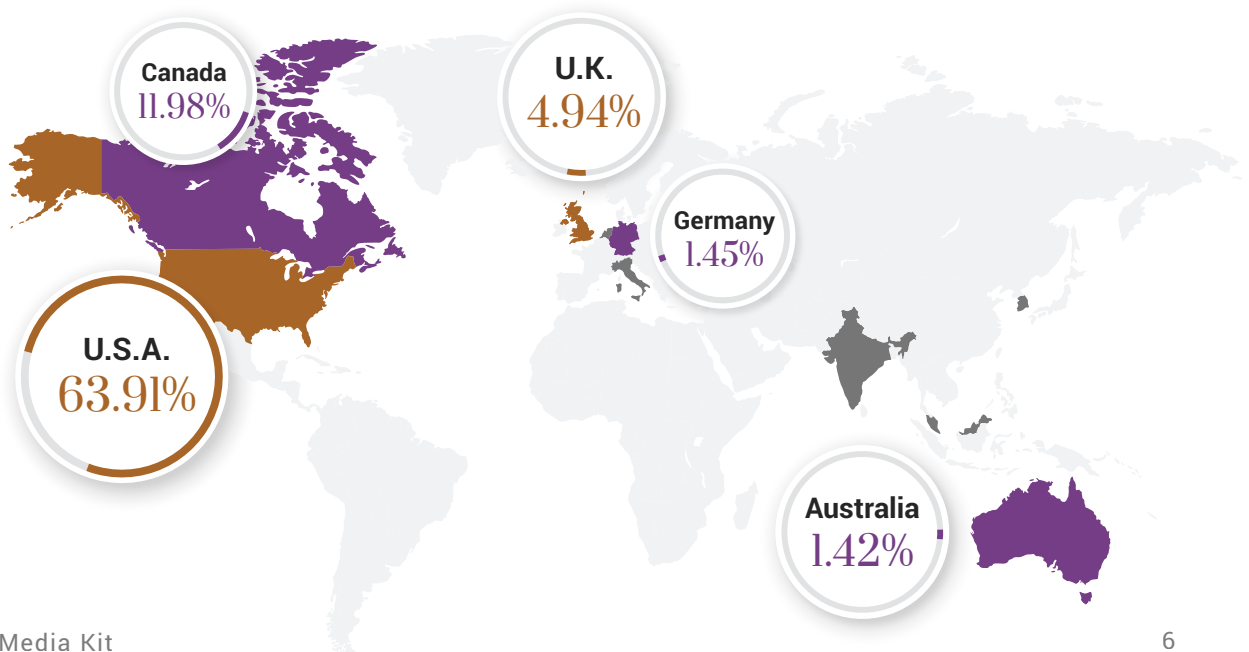 Canada
11.98%
U.K.
4.94%
Germany
1.45%
U.S.A.
63.91%
Australia
1.42%
Media Kit
6